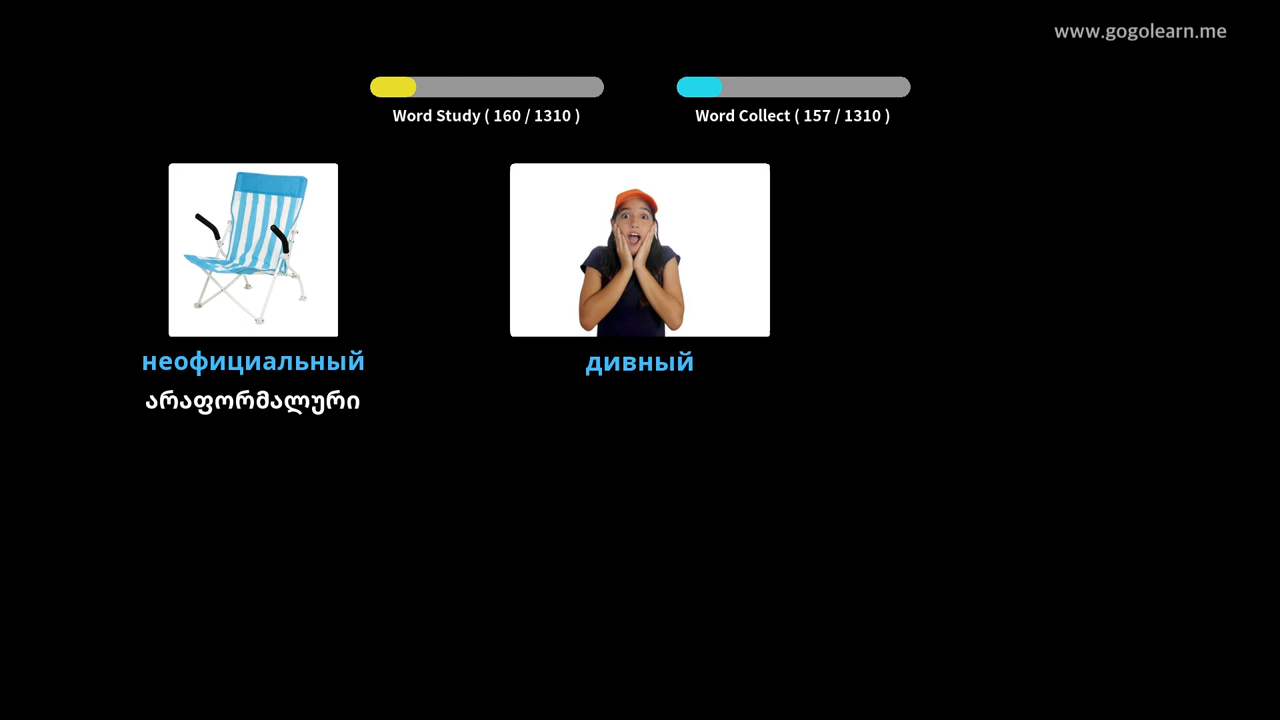 www.gogolearn.me
Word Study ( 160 / 1310 )
Word Collect ( 157 / 1310 )
неофициальный
არაფორმალური
дивный